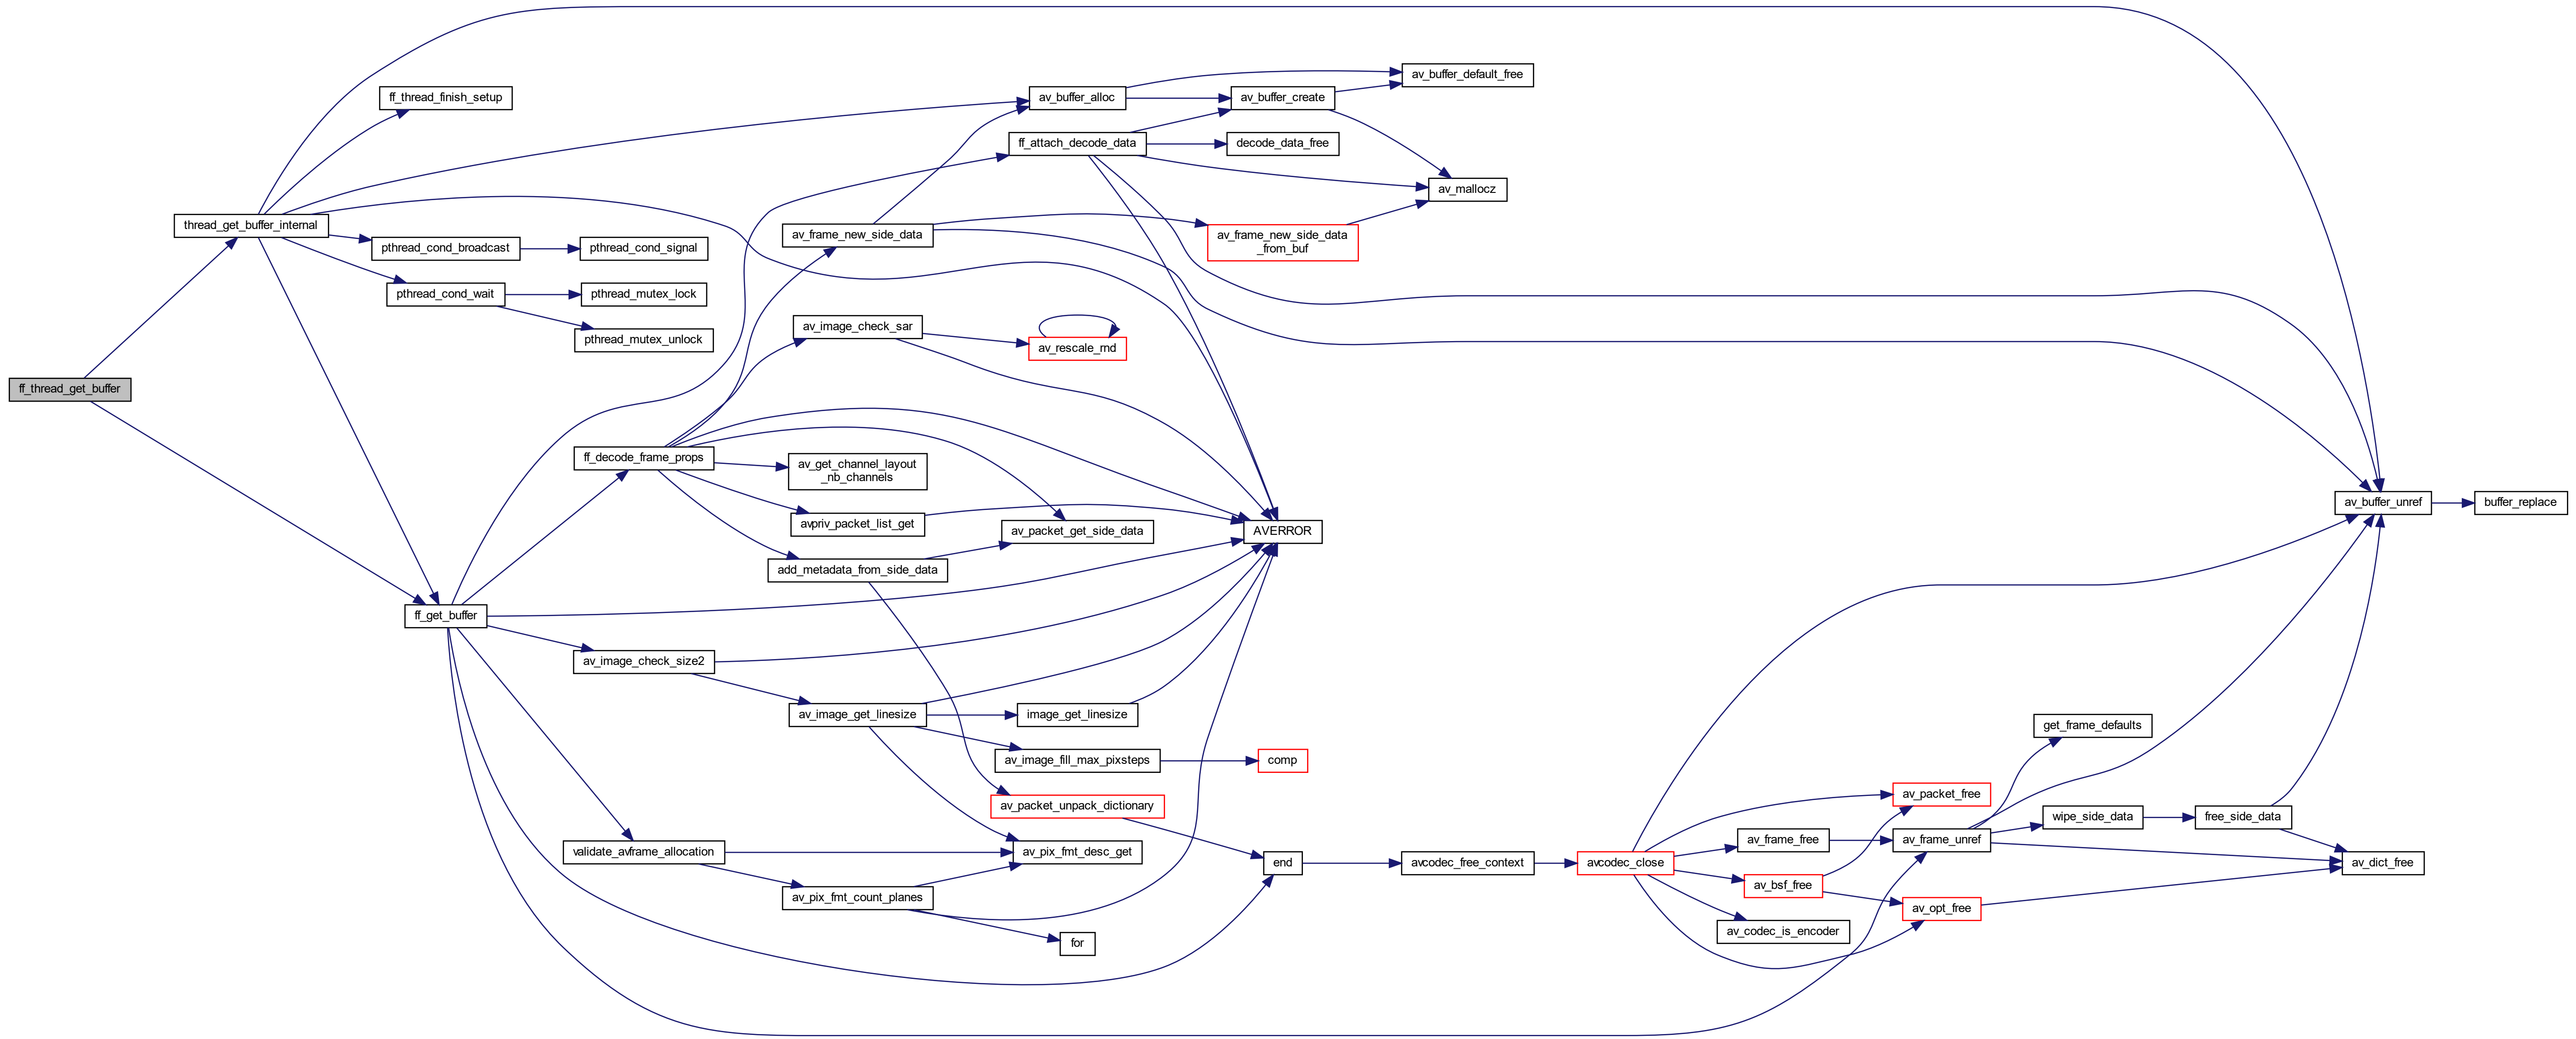 ff_thread_get_buffer
thread_get_buffer_internal
ff_thread_finish_setup
pthread_cond_broadcast
pthread_cond_signal
pthread_cond_wait
pthread_mutex_lock
pthread_mutex_unlock
ff_get_buffer
ff_decode_frame_props
av_image_check_size2
validate_avframe_allocation
av_frame_new_side_data
av_image_check_sar
av_get_channel_layout
_nb_channels
avpriv_packet_list_get
add_metadata_from_side_data
av_image_get_linesize
av_pix_fmt_count_planes
av_buffer_alloc
ff_attach_decode_data
av_rescale_rnd
av_packet_get_side_data
image_get_linesize
av_image_fill_max_pixsteps
av_packet_unpack_dictionary
av_pix_fmt_desc_get
for
av_buffer_create
decode_data_free
av_frame_new_side_data
_from_buf
AVERROR
comp
end
av_buffer_default_free
av_mallocz
avcodec_free_context
avcodec_close
av_frame_free
av_bsf_free
av_codec_is_encoder
av_packet_free
av_frame_unref
av_opt_free
get_frame_defaults
wipe_side_data
free_side_data
av_buffer_unref
av_dict_free
buffer_replace